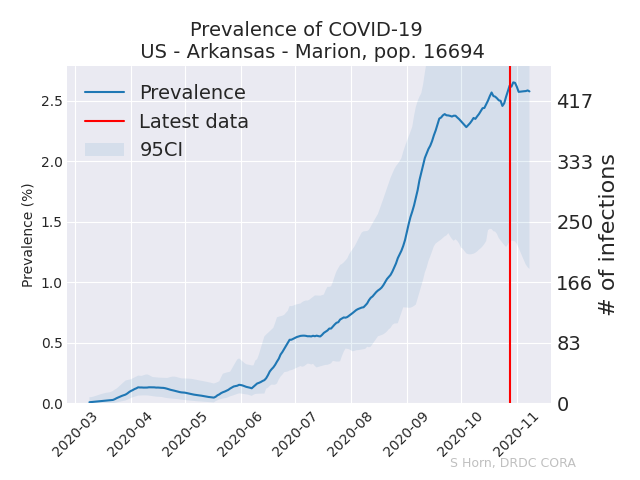 Prevalence of COVID-19
US - Arkansas - Marion, pop. 16694
Prevalence
Latest data
95CI
Prevalence (%)
2.5
2.0
1.5
1.0
0.5
0.0
417
333
250
166
83
0
# of infections
2020-03
2020-04
2020-05
2020-06
2020-07
2020-08
2020-09
2020-10
2020-11
S Horn, DRDC CORA